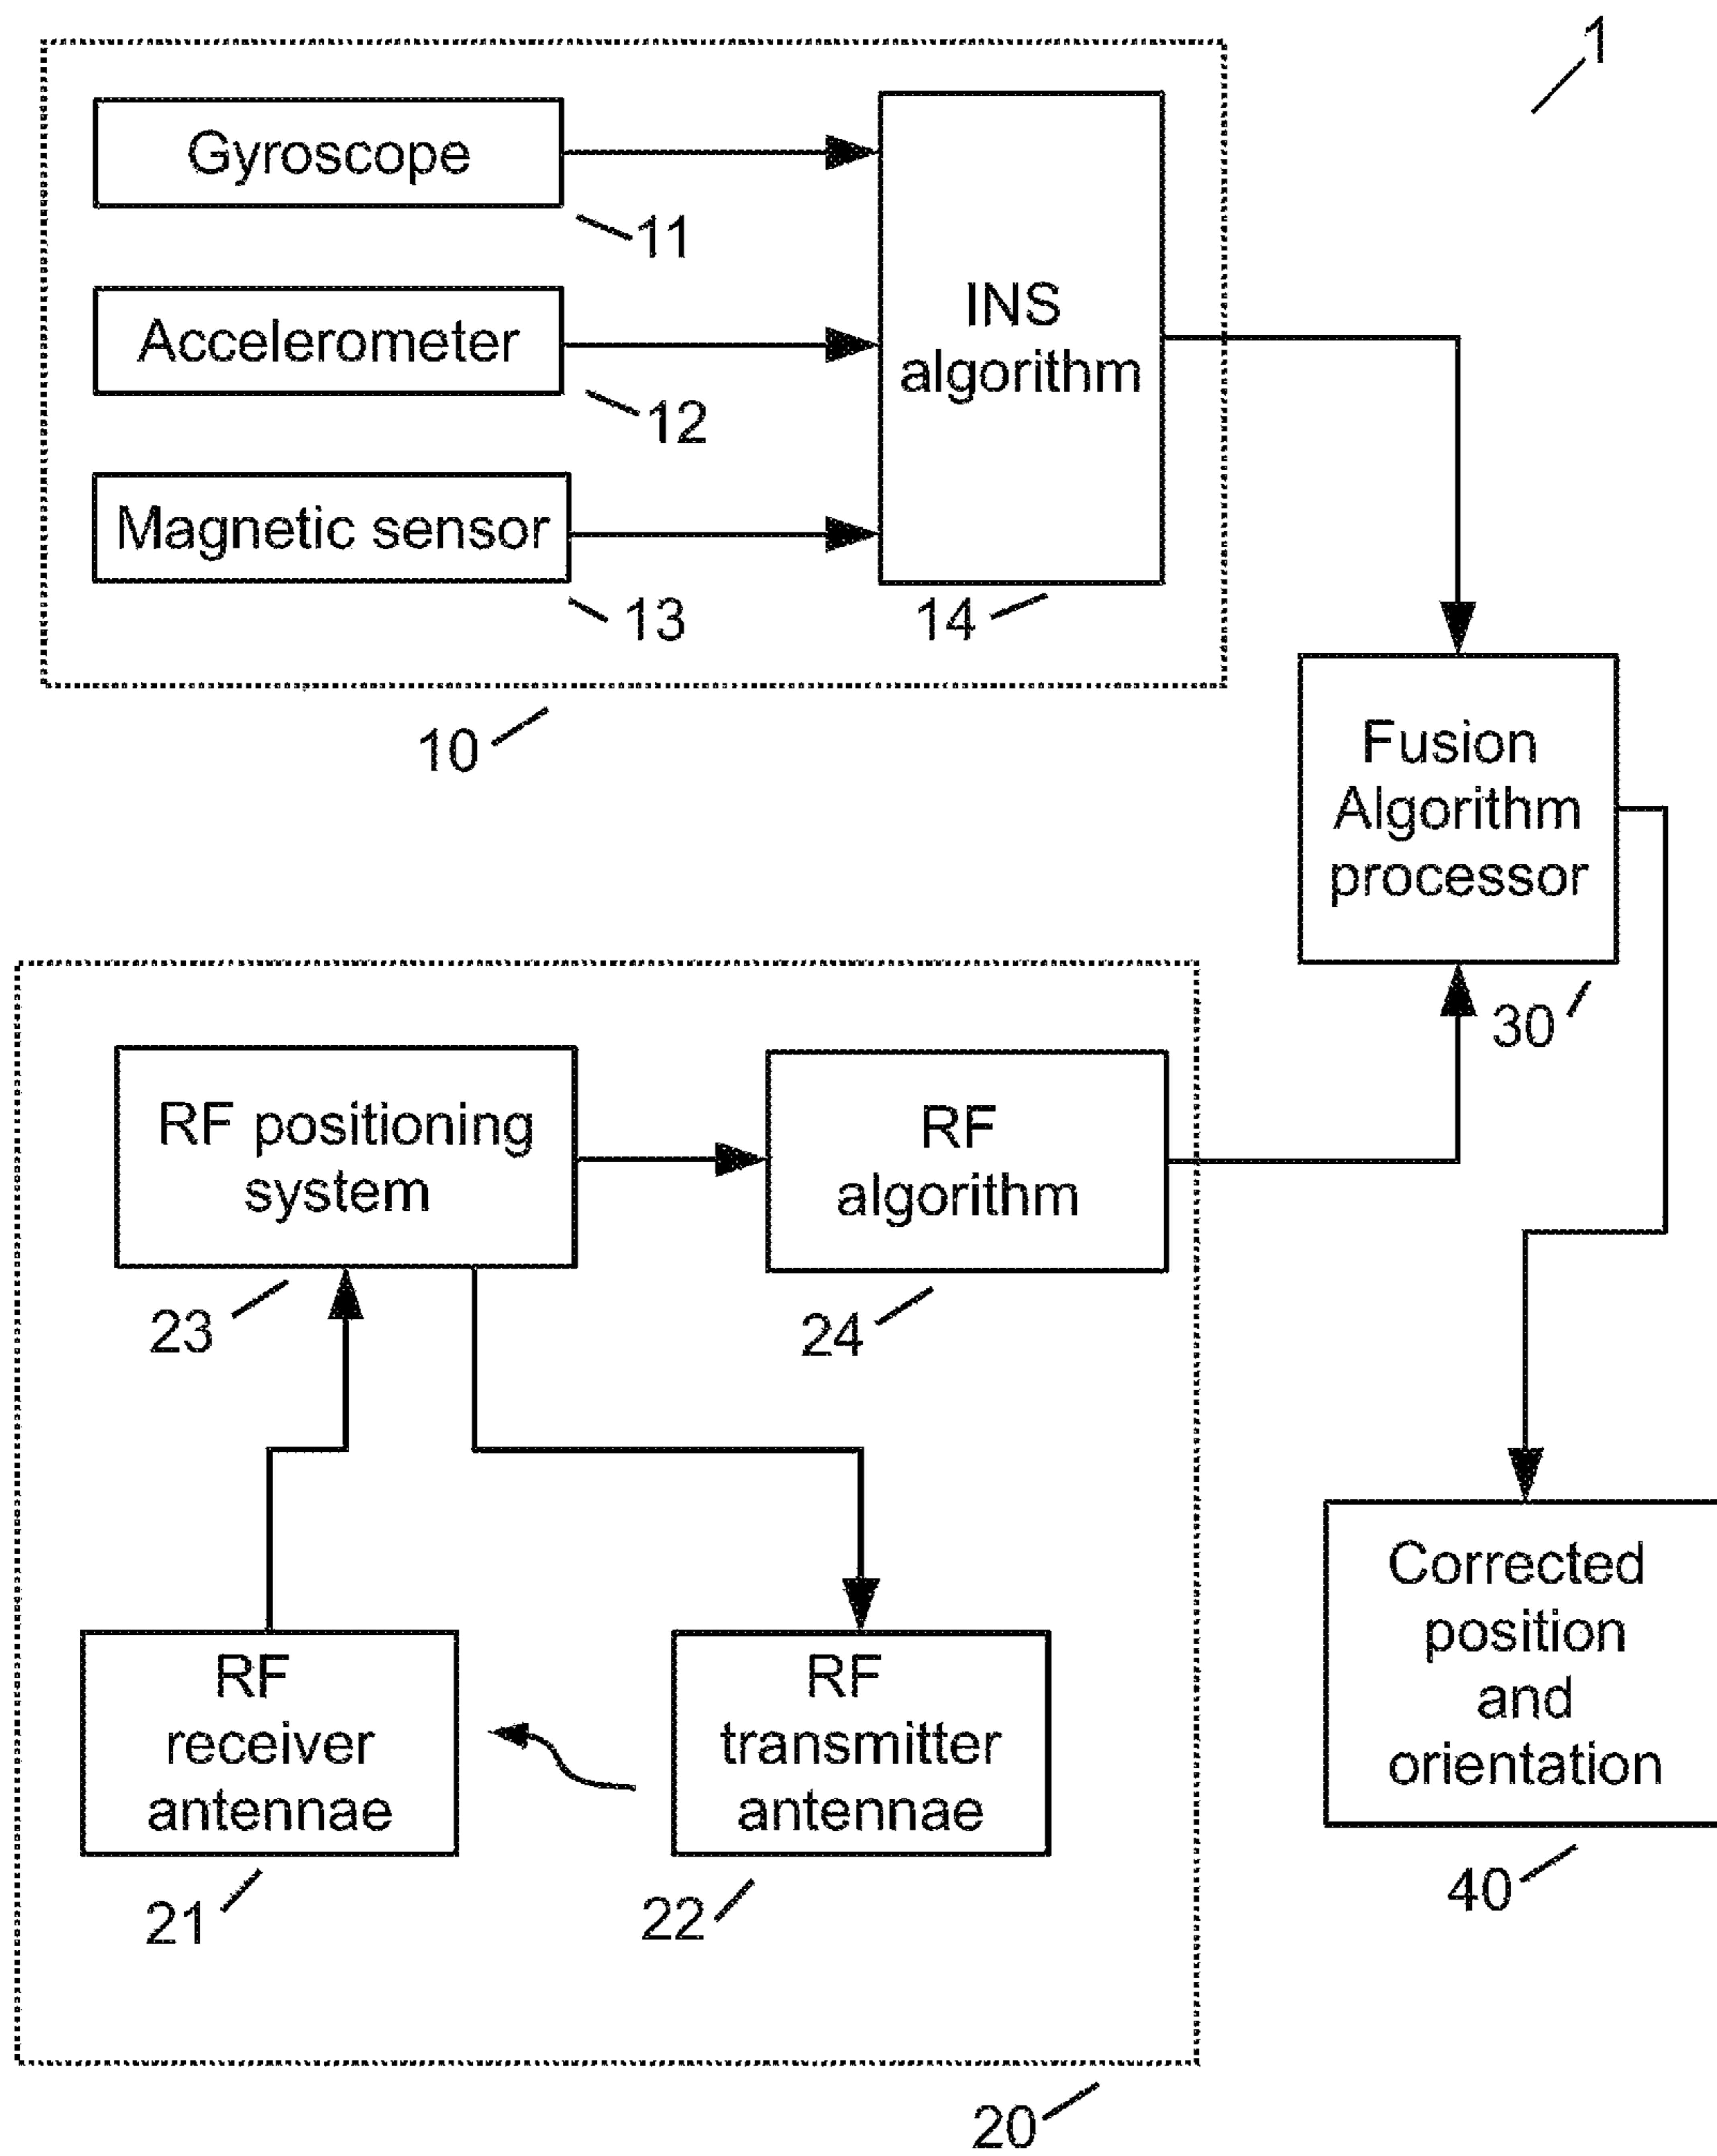 1
Gyroscope
11
Accelerometer
12
Magnetic sensor
13
INS
algorithm
14
10
Fusion
Algorithm
processor
30
RF positioning
system
23
RF
algorithm
24
RF
receiver
antennae
21
RF
transmitter
antennae
22
20
Corrected
position
and
orientation
40